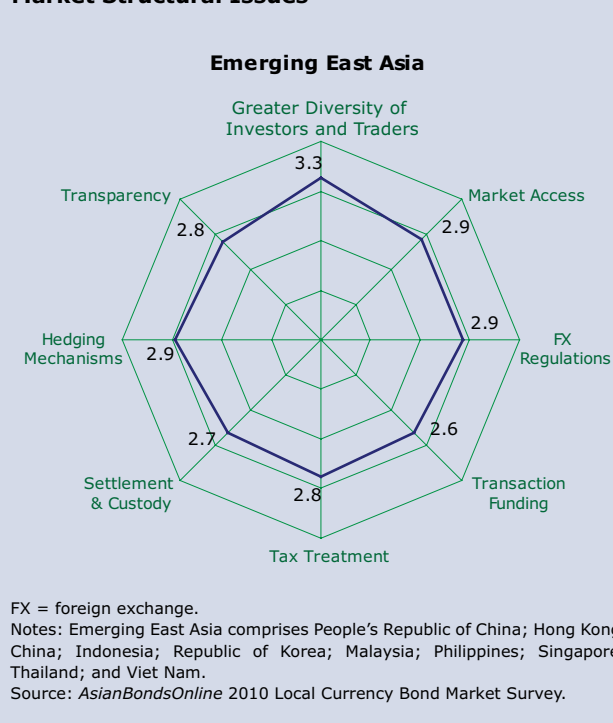 Market Structural Issues
Emerging East Asia
Greater Diversity of
Investors and Traders
3.3
Transparency
Market Access
2.8
2.9
Hedging
Mechanisms
2.9
2.9
FX
Regulations
2.7
2.6
Settlement
& Custody
2.8
Transaction
Funding
Tax Treatment
FX = foreign exchange.
Notes: Emerging East Asia comprises People’s Republic of China; Hong Kong,
China; Indonesia; Republic of Korea; Malaysia; Philippines; Singapore;
Thailand; and Viet Nam.
Source: AsianBondsOnline 2010 Local Currency Bond Market Survey.